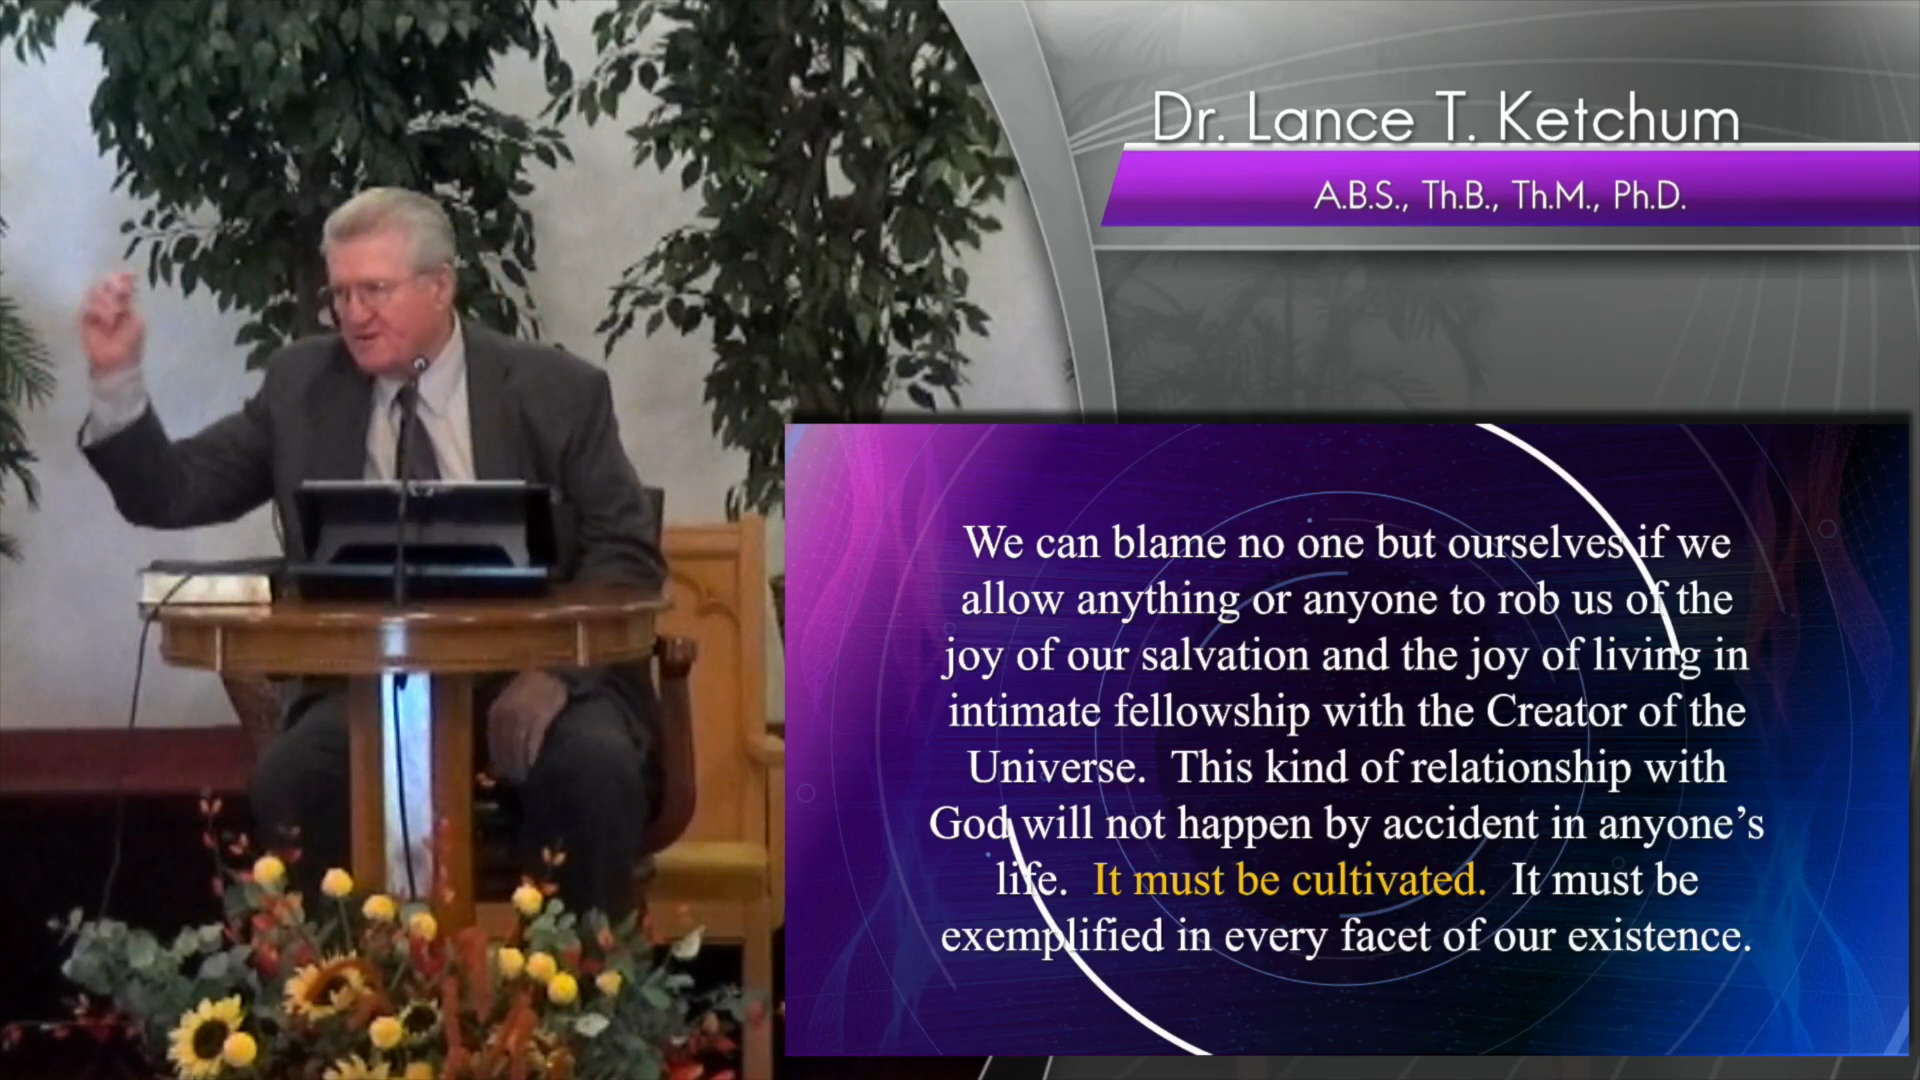 Dr. Lance T. Ketchum
A.B.S., Th.B., Th.M., Ph.D.
We can blame no one but ourselves if we
allow anything or anyone to rob us of the
joy of our salvation and the joy of living in
intimate fellowship with the Creator of the
Universe.  This kind of relationship with
God will not happen by accident in anyone’s
life.  It must be cultivated.  It must be
exemplified in every facet of our existence.